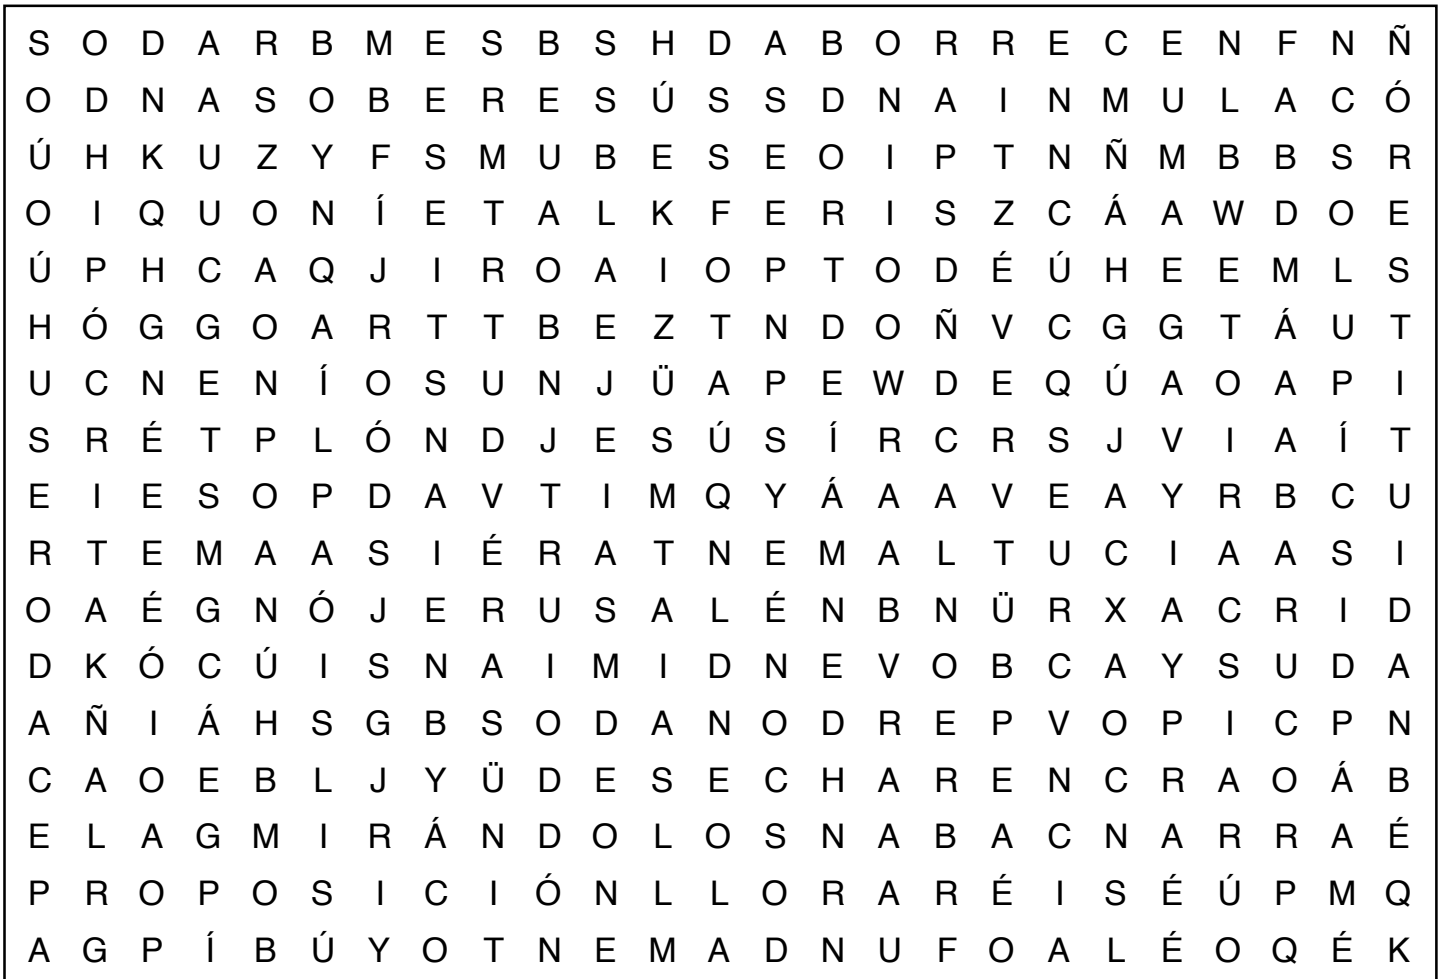 S O D A R B M E S B S H D A B O R R E C E N F N Ñ
O D N A S O B E R E S Ú S S D N A I N M U L A C Ó
Ú H K U Z Y F S M U B E S E O I P T N Ñ M B B S R
O I Q U O N Í E T A L K F E R I S Z C Á A W D O E
Ú P H C A Q J I R O A I O P T O D É Ú H E E M L S
H Ó G G O A R T T B E Z T N D O Ñ V C G G T Á U T
U C N E N Í O S U N J Ü A P E W D E Q Ú A O A P I
S R É T P L Ó N D J E S Ú S Í R C R S J V I A Í T
E I E S O P D A V T I M Q Y Á A A V E A Y R B C U
R T E M A A S I É R A T N E M A L T U C I A A S I
O A É G N Ó J E R U S A L É N B N Ü R X A C R I D
D K Ó C Ú I S N A I M I D N E V O B C A Y S U D A
A Ñ I Á H S G B S O D A N O D R E P V O P I C P N
C A O E B L J Y Ü D E S E C H A R E N C R A O Á B
E L A G M I R Á N D O L O S N A B A C N A R R A É
P R O P O S I C I Ó N L L O R A R É I S É Ú P M Q
A G P Í B Ú Y O T N E M A D N U F O A L É O Q É K